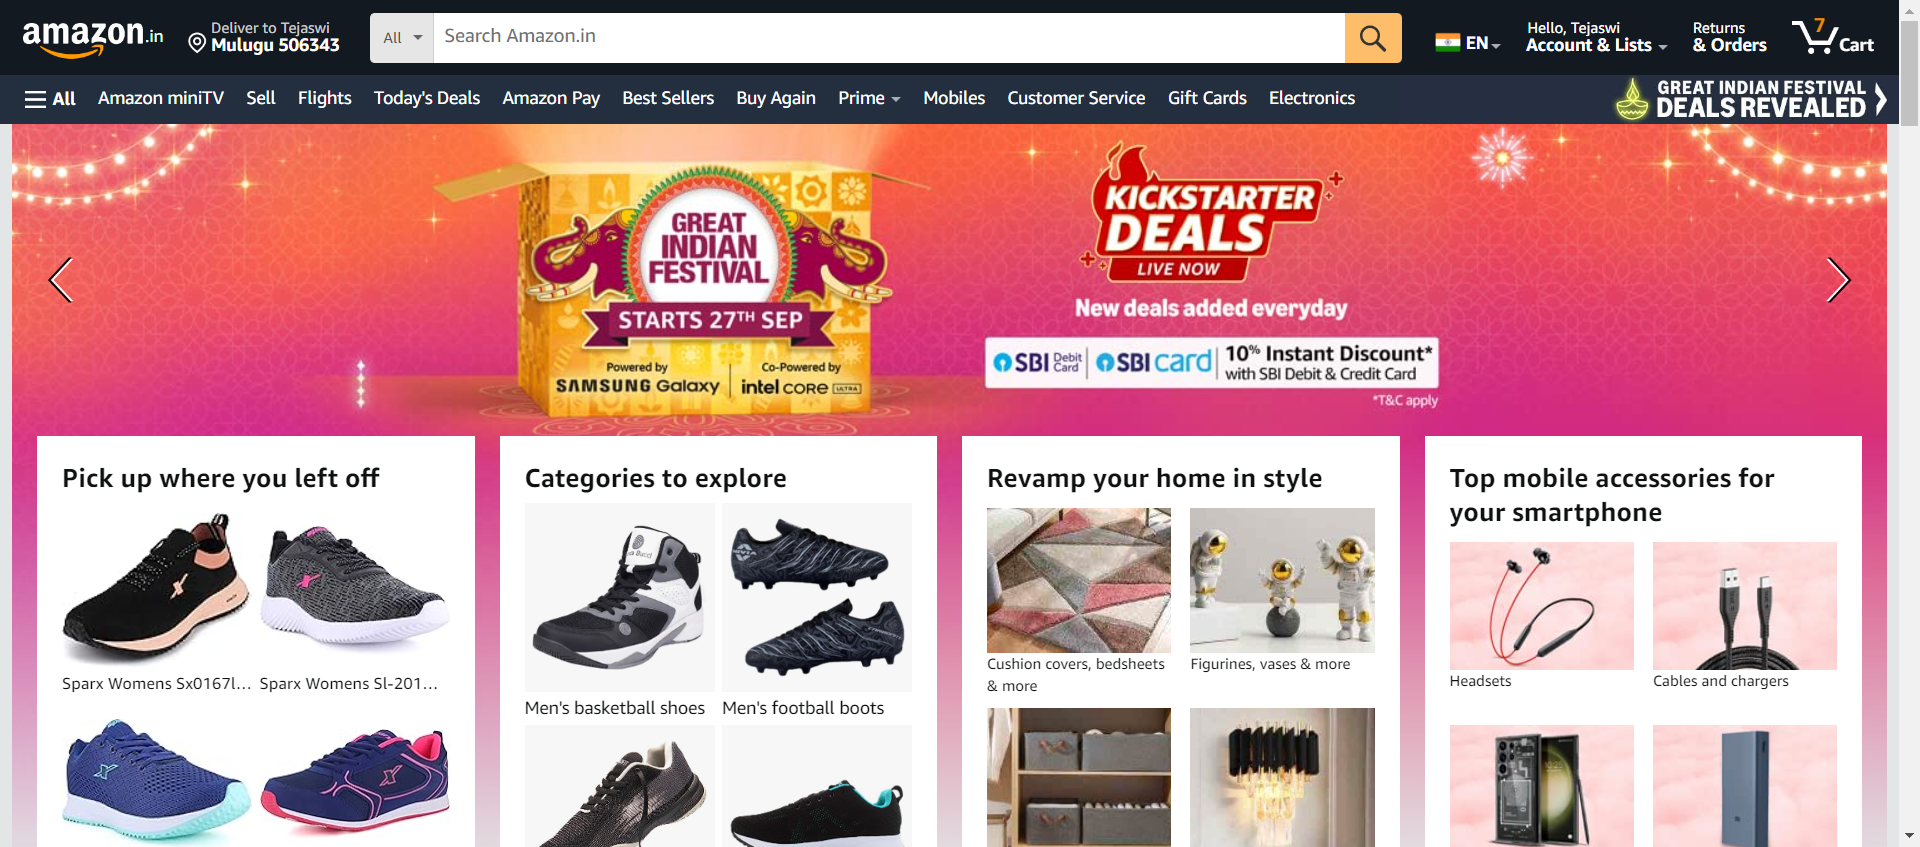 amazon.in
Deliver to Tejaswi
Mulugu 506343
All
Search Amazon.in
EN
Hello, Tejaswi
Account & Lists
Returns
& Orders
7
Cart
All
Amazon miniTV
Sell
Flights
Today's Deals
Amazon Pay
Best Sellers
Buy Again
Prime
Mobiles
Customer Service
Gift Cards
Electronics
GREAT INDIAN FESTIVAL
DEALS REVEALED
GREAT
INDIAN
FESTIVAL
STARTS 27TH SEP
Powered by
SAMSUNG Galaxy
Co-Powered by
intel CORE ULTRA
KICKSTARTER
DEALS
LIVE NOW
New deals added everyday
SBI Debit Card
SBI card
10% Instant Discount*
with SBI Debit & Credit Card
*T&C apply
Pick up where you left off
Sparx Womens Sx0167l...
Sparx Womens Sl-201...
Categories to explore
NIVIA
Men's basketball shoes
Men's football boots
Revamp your home in style
Cushion covers, bedsheets
& more
Figurines, vases & more
Top mobile accessories for
your smartphone
Headsets
Cables and chargers